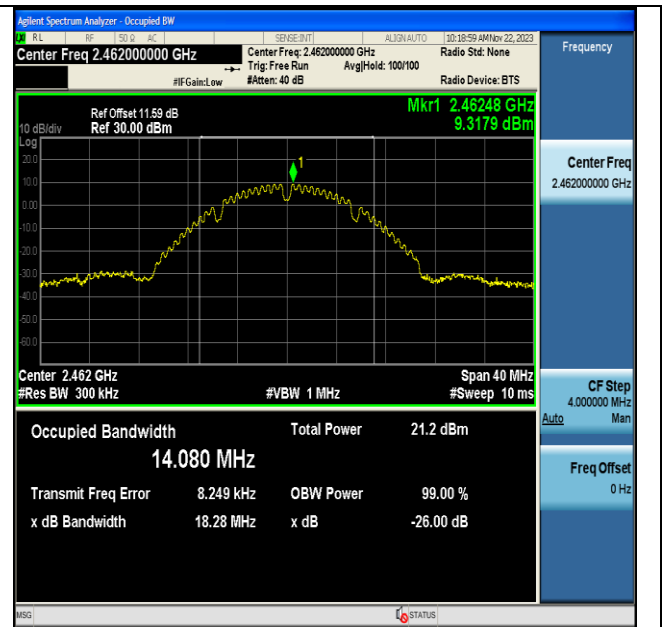 Agilent Spectrum Analyzer - Occupied BW
RL RF 50 Ω AC SENSE:INT ALIGN AUTO 10:18:59 AM Nov 22, 2023
Center Freq 2.462000000 GHz
Center Freq: 2.462000000 GHz Radio Std: None
Trig: Free Run Avg|Hold: 100/100
#IFGain:Low #Atten: 40 dB Radio Device: BTS
Frequency
Ref Offset 11.59 dB
10 dB/div Ref 30.00 dBm
Mkr1 2.46248 GHz
9.3179 dBm
Log
20.0
10.0
0.00
-10.0
-20.0
-30.0
-40.0
-50.0
-60.0
1
Center 2.462 GHz Span 40 MHz
#Res BW 300 kHz #VBW 1 MHz #Sweep 10 ms
Occupied Bandwidth Total Power 21.2 dBm
14.080 MHz
Transmit Freq Error 8.249 kHz OBW Power 99.00 %
x dB Bandwidth 18.28 MHz x dB -26.00 dB
Center Freq
2.462000000 GHz
CF Step
4.000000 MHz
Auto Man
Freq Offset
0 Hz
MSG STATUS